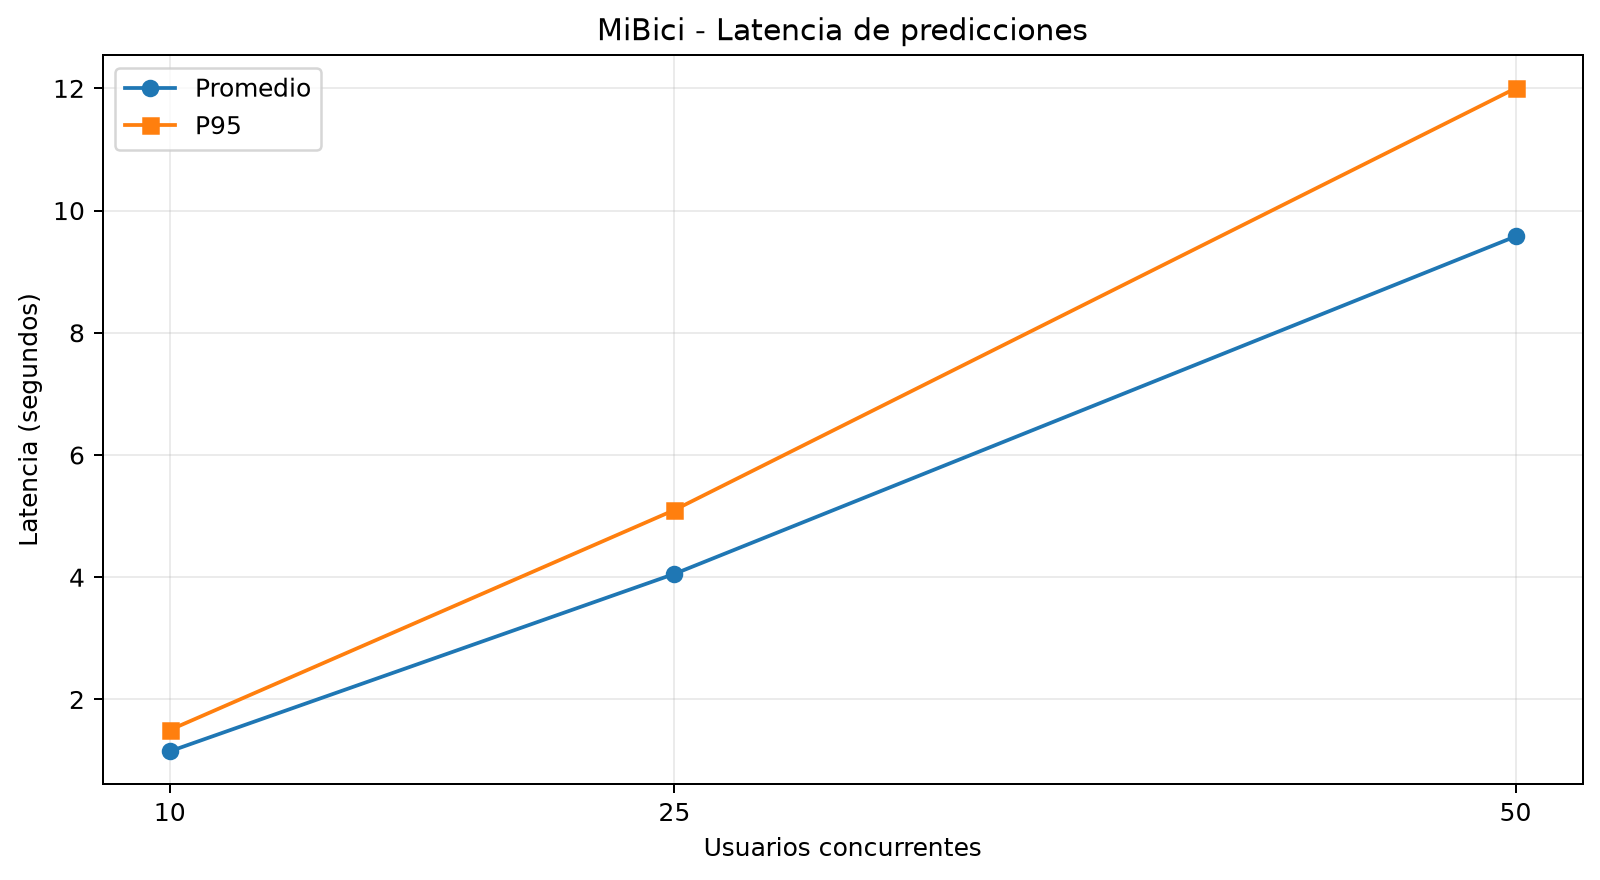 MiBici - Latencia de predicciones
Promedio
P95
12
10
8
6
4
2
Latencia (segundos)
10
25
50
Usuarios concurrentes